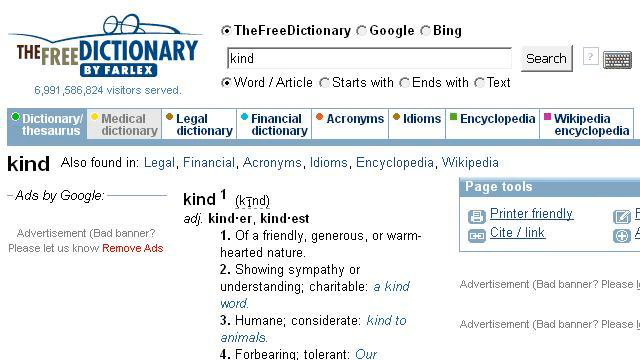 THEFREEDICTIONARY
BY FARLEX
6,991,586,824 visitors served.
TheFreeDictionary Google Bing
kind
Search
?
Word / Article Starts with Ends with Text
Dictionary/ thesaurus
Medical dictionary
Legal dictionary
Financial dictionary
Acronyms
Idioms
Encyclopedia
Wikipedia encyclopedia
kind Also found in: Legal, Financial, Acronyms, Idioms, Encyclopedia, Wikipedia
Ads by Google:
Advertisement (Bad banner?
Please let us know Remove Ads
kind 1 (kīnd)
adj. kind·er, kind·est
1. Of a friendly, generous, or warm-
hearted nature.
2. Showing sympathy or
understanding; charitable: a kind
word.
3. Humane; considerate: kind to
animals.
4. Forbearing; tolerant: Our
Page tools
Printer friendly
Cite / link
Advertisement (Bad banner? Please
Advertisement (Bad banner? Please